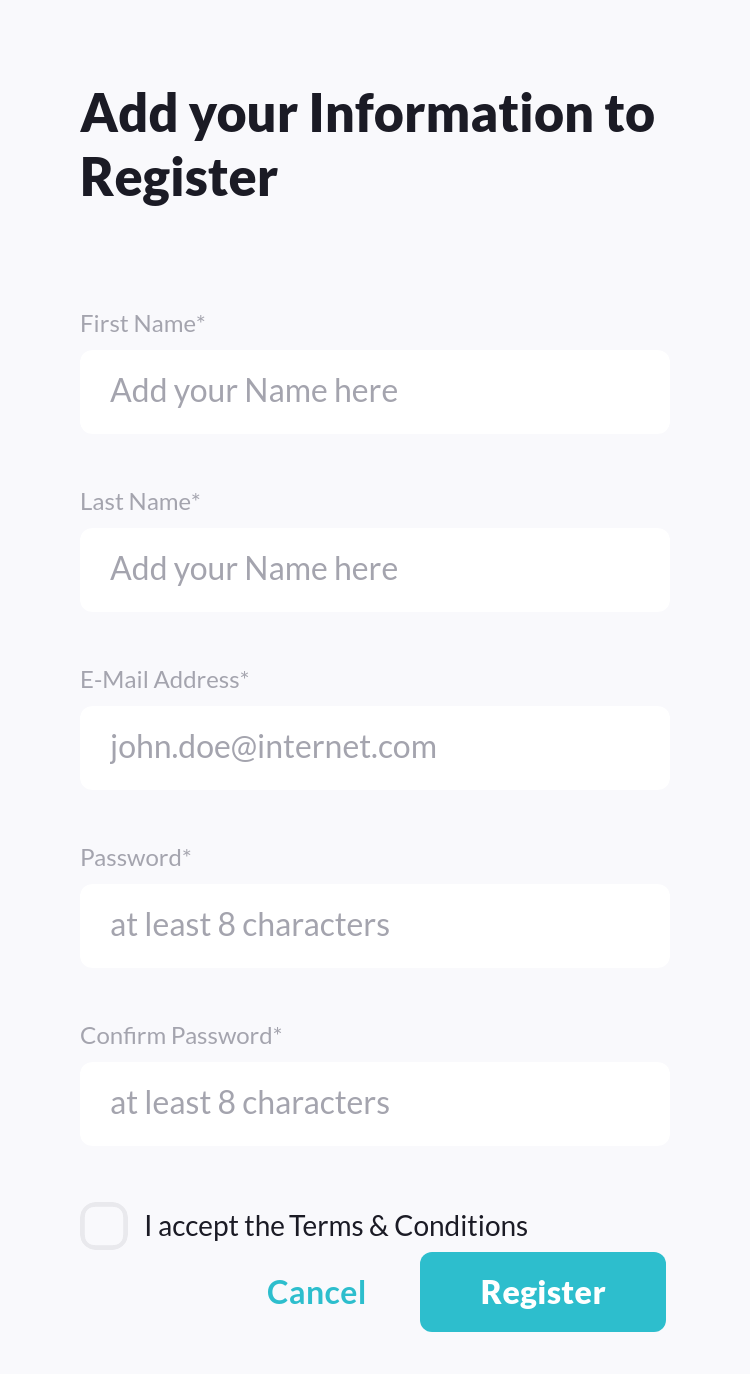 Add your Information to
Register
First Name*
Add your Name here
Last Name*
Add your Name here
E-Mail Address*
john.doe@internet.com
Password*
at least 8 characters
Confirm Password*
at least 8 characters
I accept the Terms & Conditions
Cancel Register